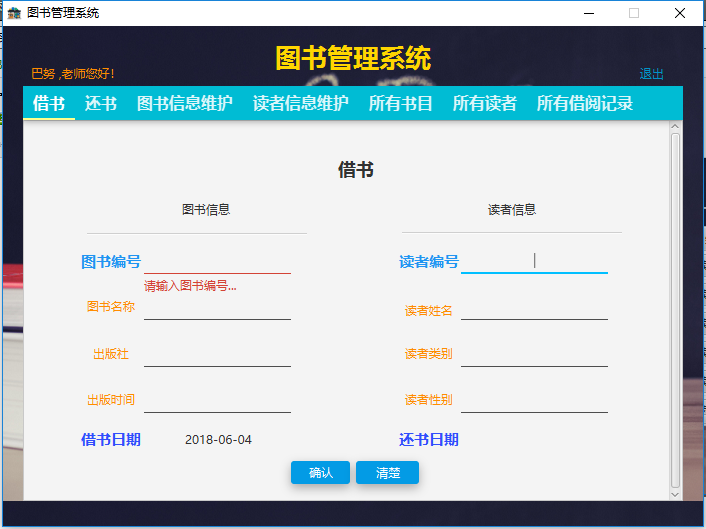 图书管理系统
图书管理系统
巴努 ,老师您好!
退出
借书 还书 图书信息维护 读者信息维护 所有书目 所有读者 所有借阅记录
借书
图书信息 读者信息
图书编号 读者编号
请输入图书编号...
图书名称 读者姓名
出版社 读者类别
出版时间 读者性别
借书日期 2018-06-04 还书日期
确认 清楚